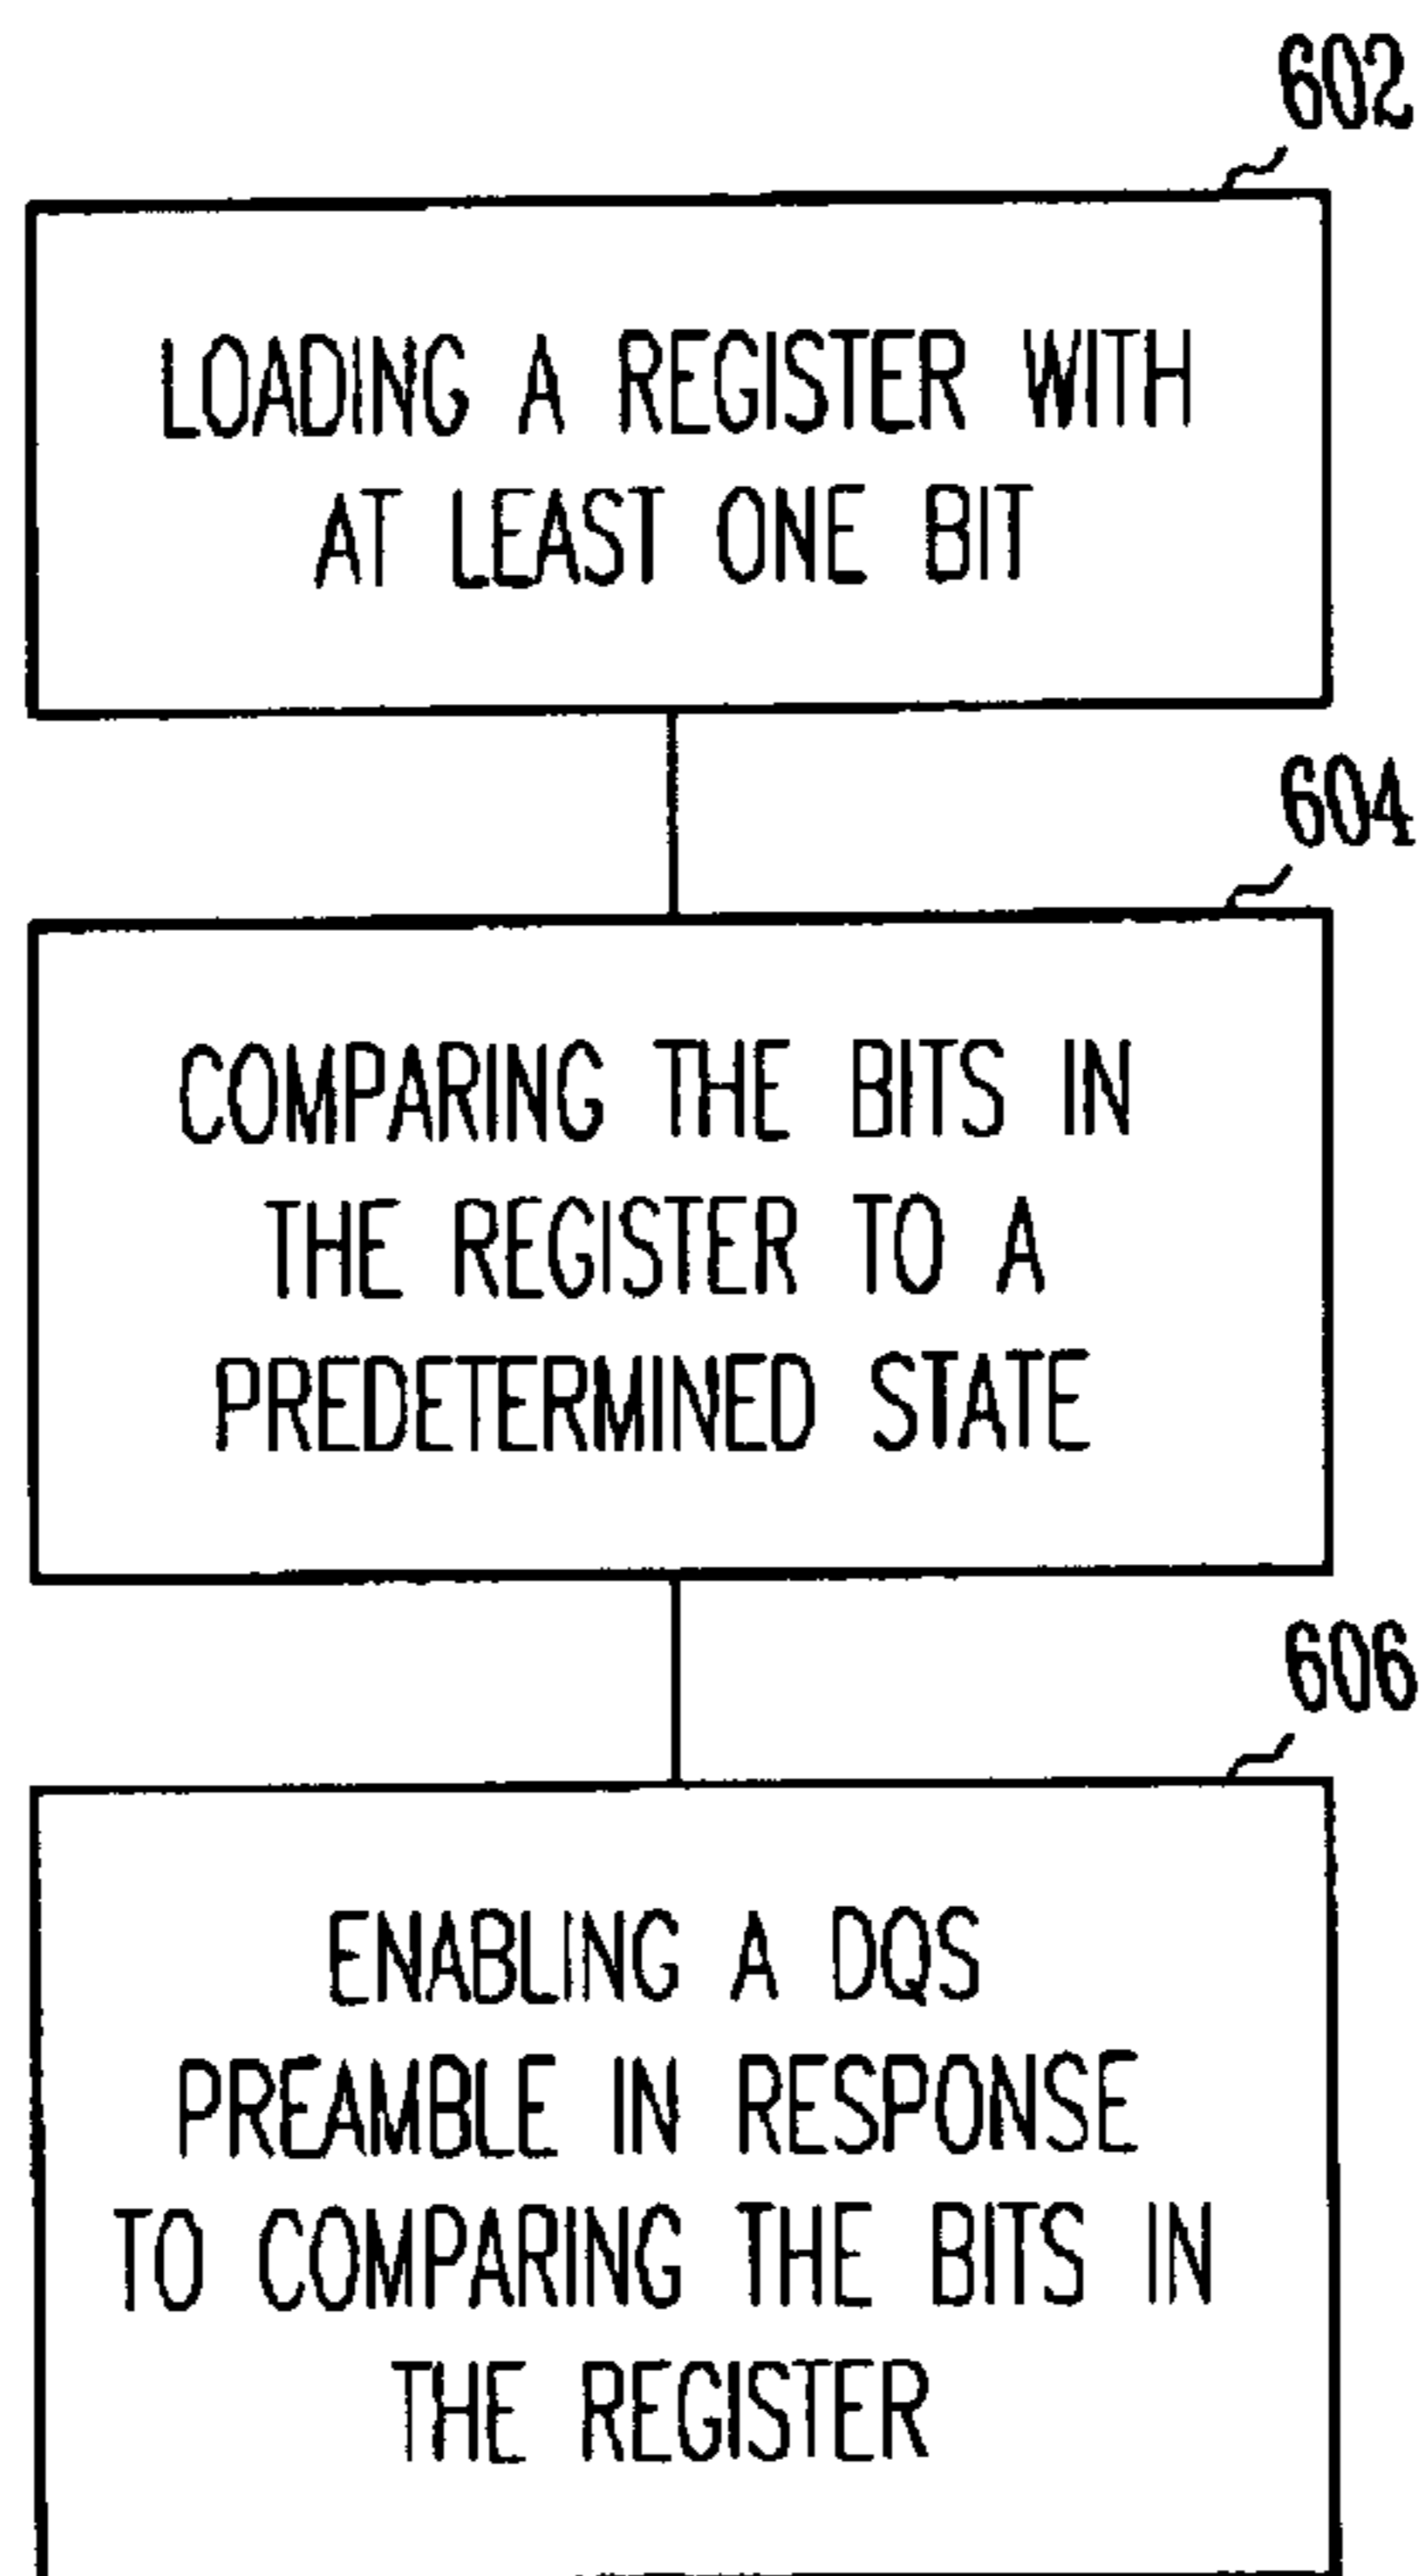 602
LOADING A REGISTER WITH
AT LEAST ONE BIT
604
COMPARING THE BITS IN
THE REGISTER TO A
PREDETERMINED STATE
606
ENABLING A DQS
PREAMBLE IN RESPONSE
TO COMPARING THE BITS IN
THE REGISTER